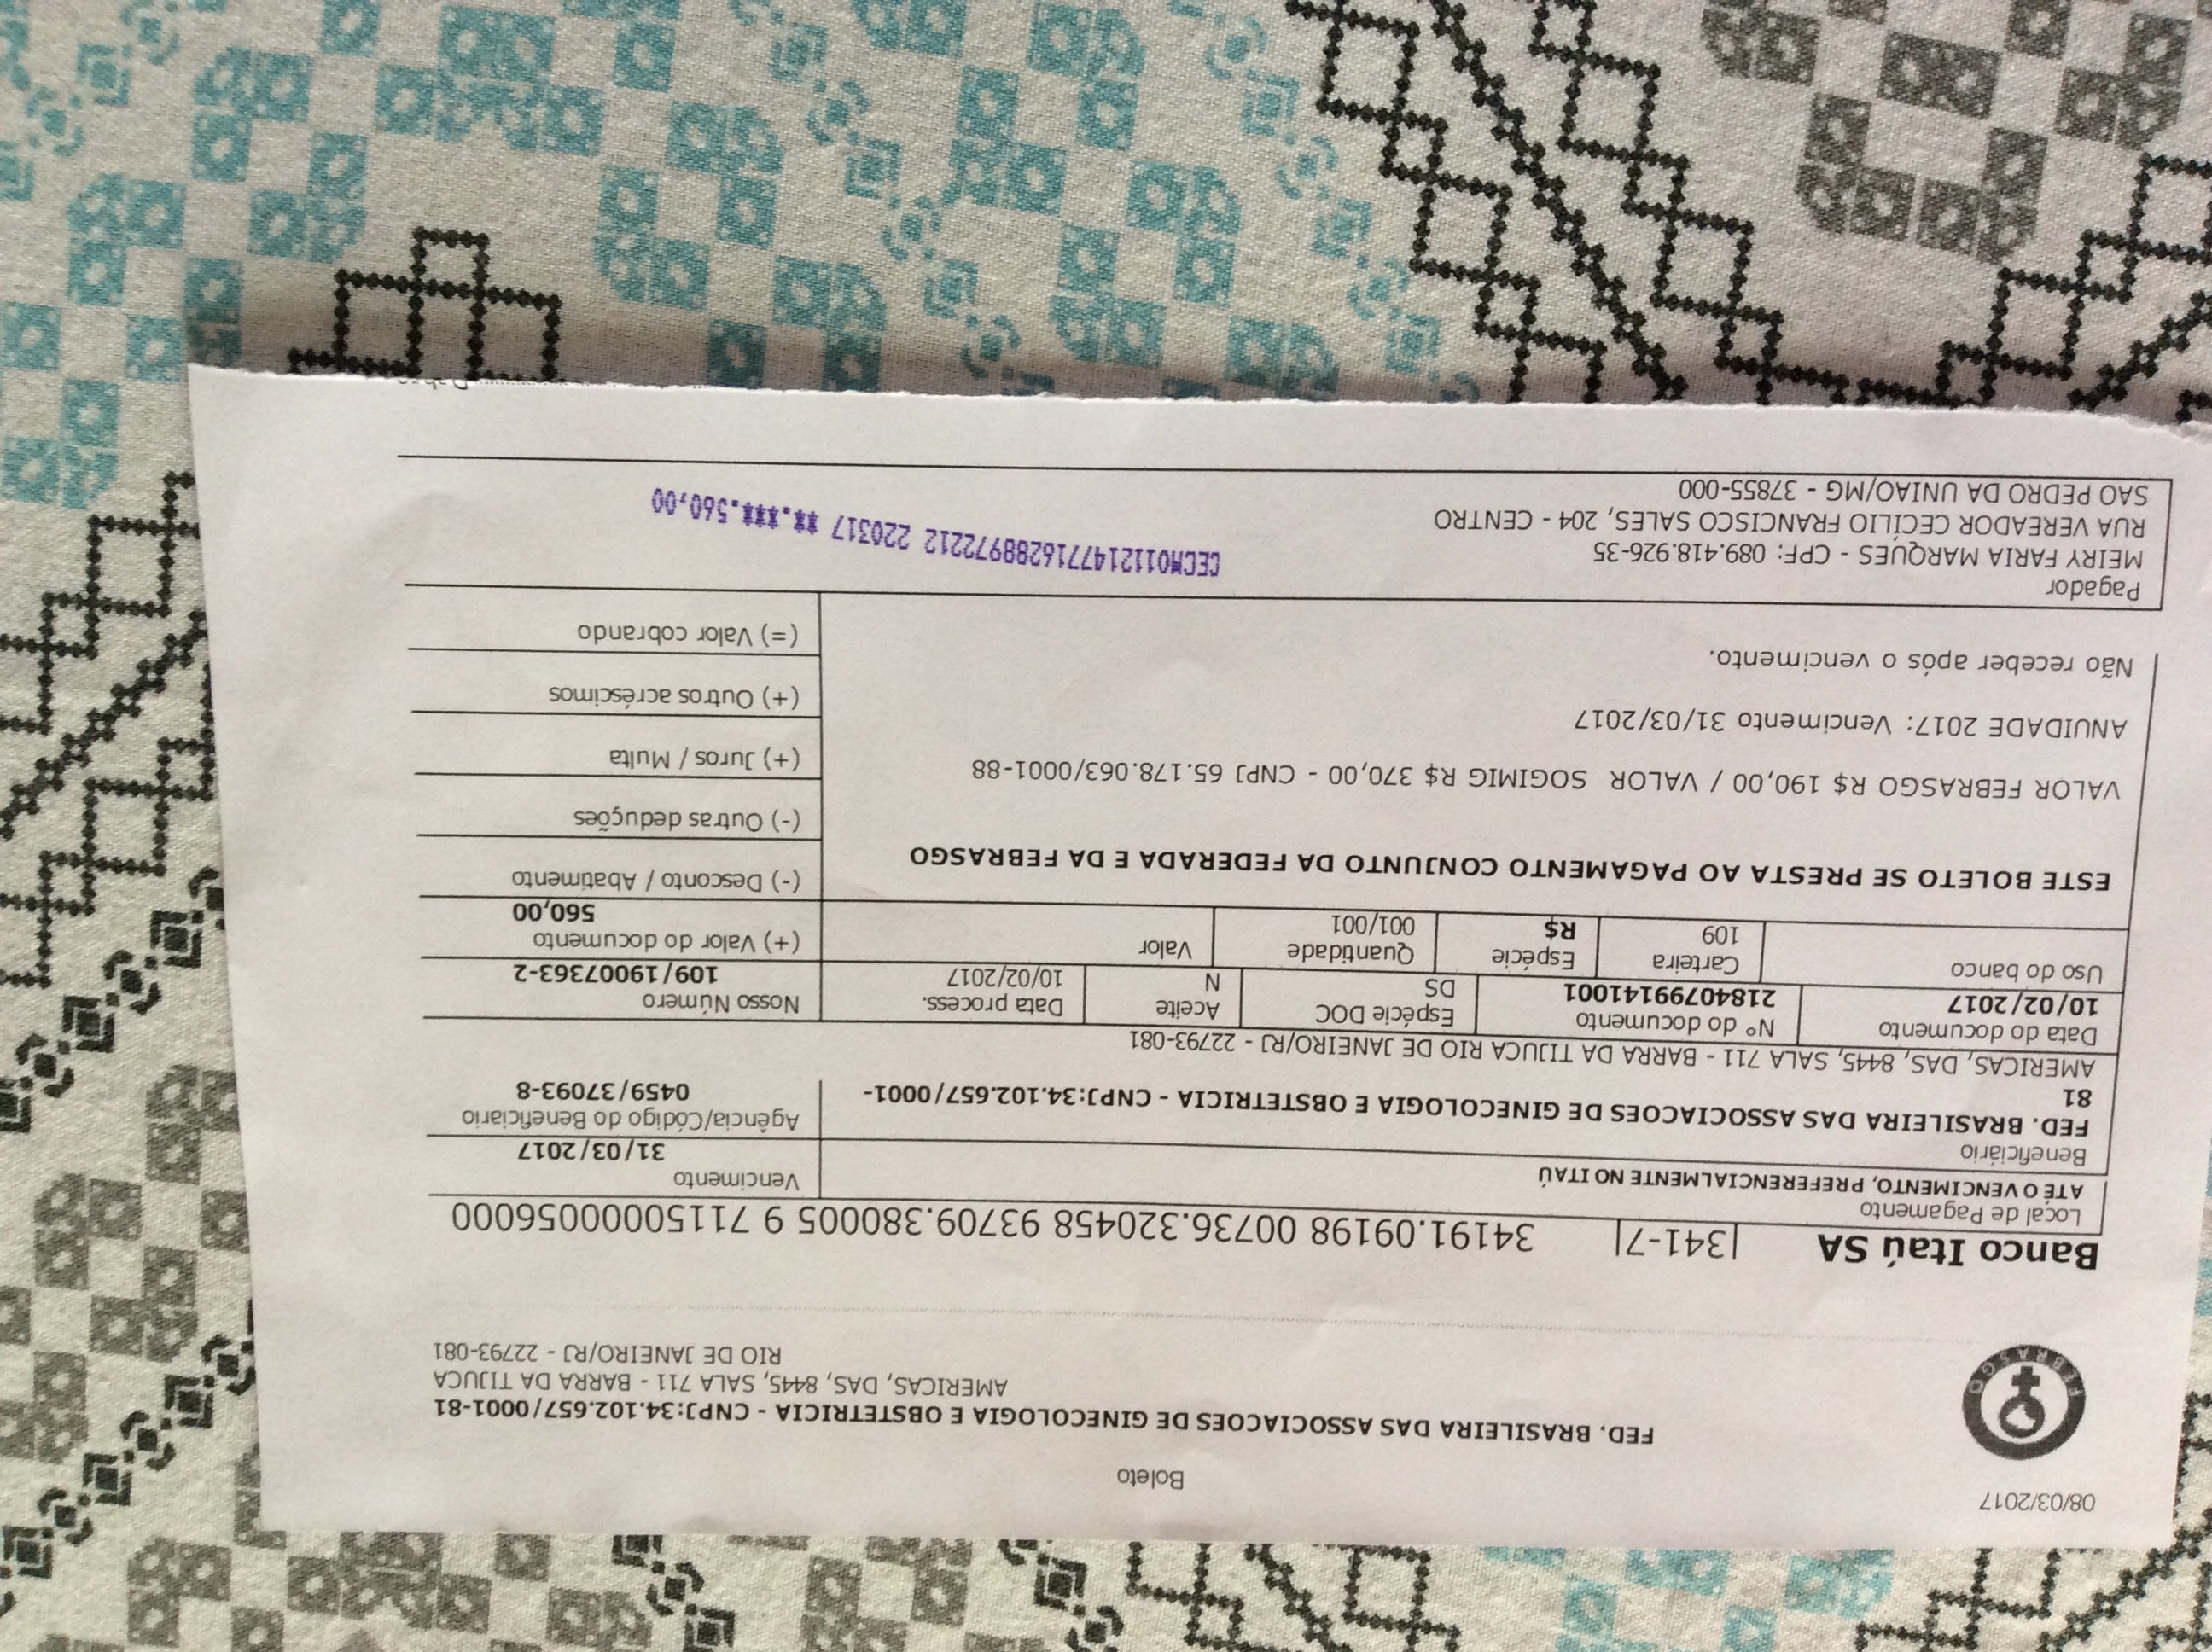 08/03/2017
Boleto
FEBRASGO
FED. BRASILEIRA DAS ASSOCIACOES DE GINECOLOGIA E OBSTETRICIA - CNPJ:34.102.657/0001-81
AMERICAS, DAS, 8445, SALA 711 - BARRA DA TIJUCA
RIO DE JANEIRO/RJ - 22793-081
Banco Itaú SA |341-7| 34191.09198 00736.320458 93709.380005 9 71150000056000
Local de Pagamento
ATÉ O VENCIMENTO, PREFERENCIALMENTE NO ITAÚ
Vencimento
31/03/2017
Beneficiário
FED. BRASILEIRA DAS ASSOCIACOES DE GINECOLOGIA E OBSTETRICIA - CNPJ:34.102.657/0001-
81
AMERICAS, DAS, 8445, SALA 711 - BARRA DA TIJUCA RIO DE JANEIRO/RJ - 22793-081
Agência/Código do Beneficiario
0459/37093-8
Data do documento Nº do documento Espécie DOC Aceite Data process. Nosso Número
10/02/2017 21840799141001 DS N 10/02/2017 109/19007363-2
Uso do banco Carteira Espécie Quantidade Valor (+) Valor do documento
109 R$ 001/001 560,00
ESTE BOLETO SE PRESTA AO PAGAMENTO CONJUNTO DA FEDERADA E DA FEBRASGO
VALOR FEBRASGO R$ 190,00 / VALOR SOGIMIG R$ 370,00 - CNPJ 65.178.063/0001-88
ANUIDADE 2017: Vencimento 31/03/2017
Não receber após o vencimento.
(-) Desconto / Abatimento
(-) Outras deduções
(+) Juros / Multa
(+) Outros acréscimos
(=) Valor cobrando
Pagador
MEIRY FARIA MARQUES - CPF: 089.418.926-35
RUA VEREADOR CECÍLIO FRANCISCO SALES, 204 - CENTRO
SAO PEDRO DA UNIAO/MG - 37855-000
CECM0112147716288972212 220317 **.***.560,00